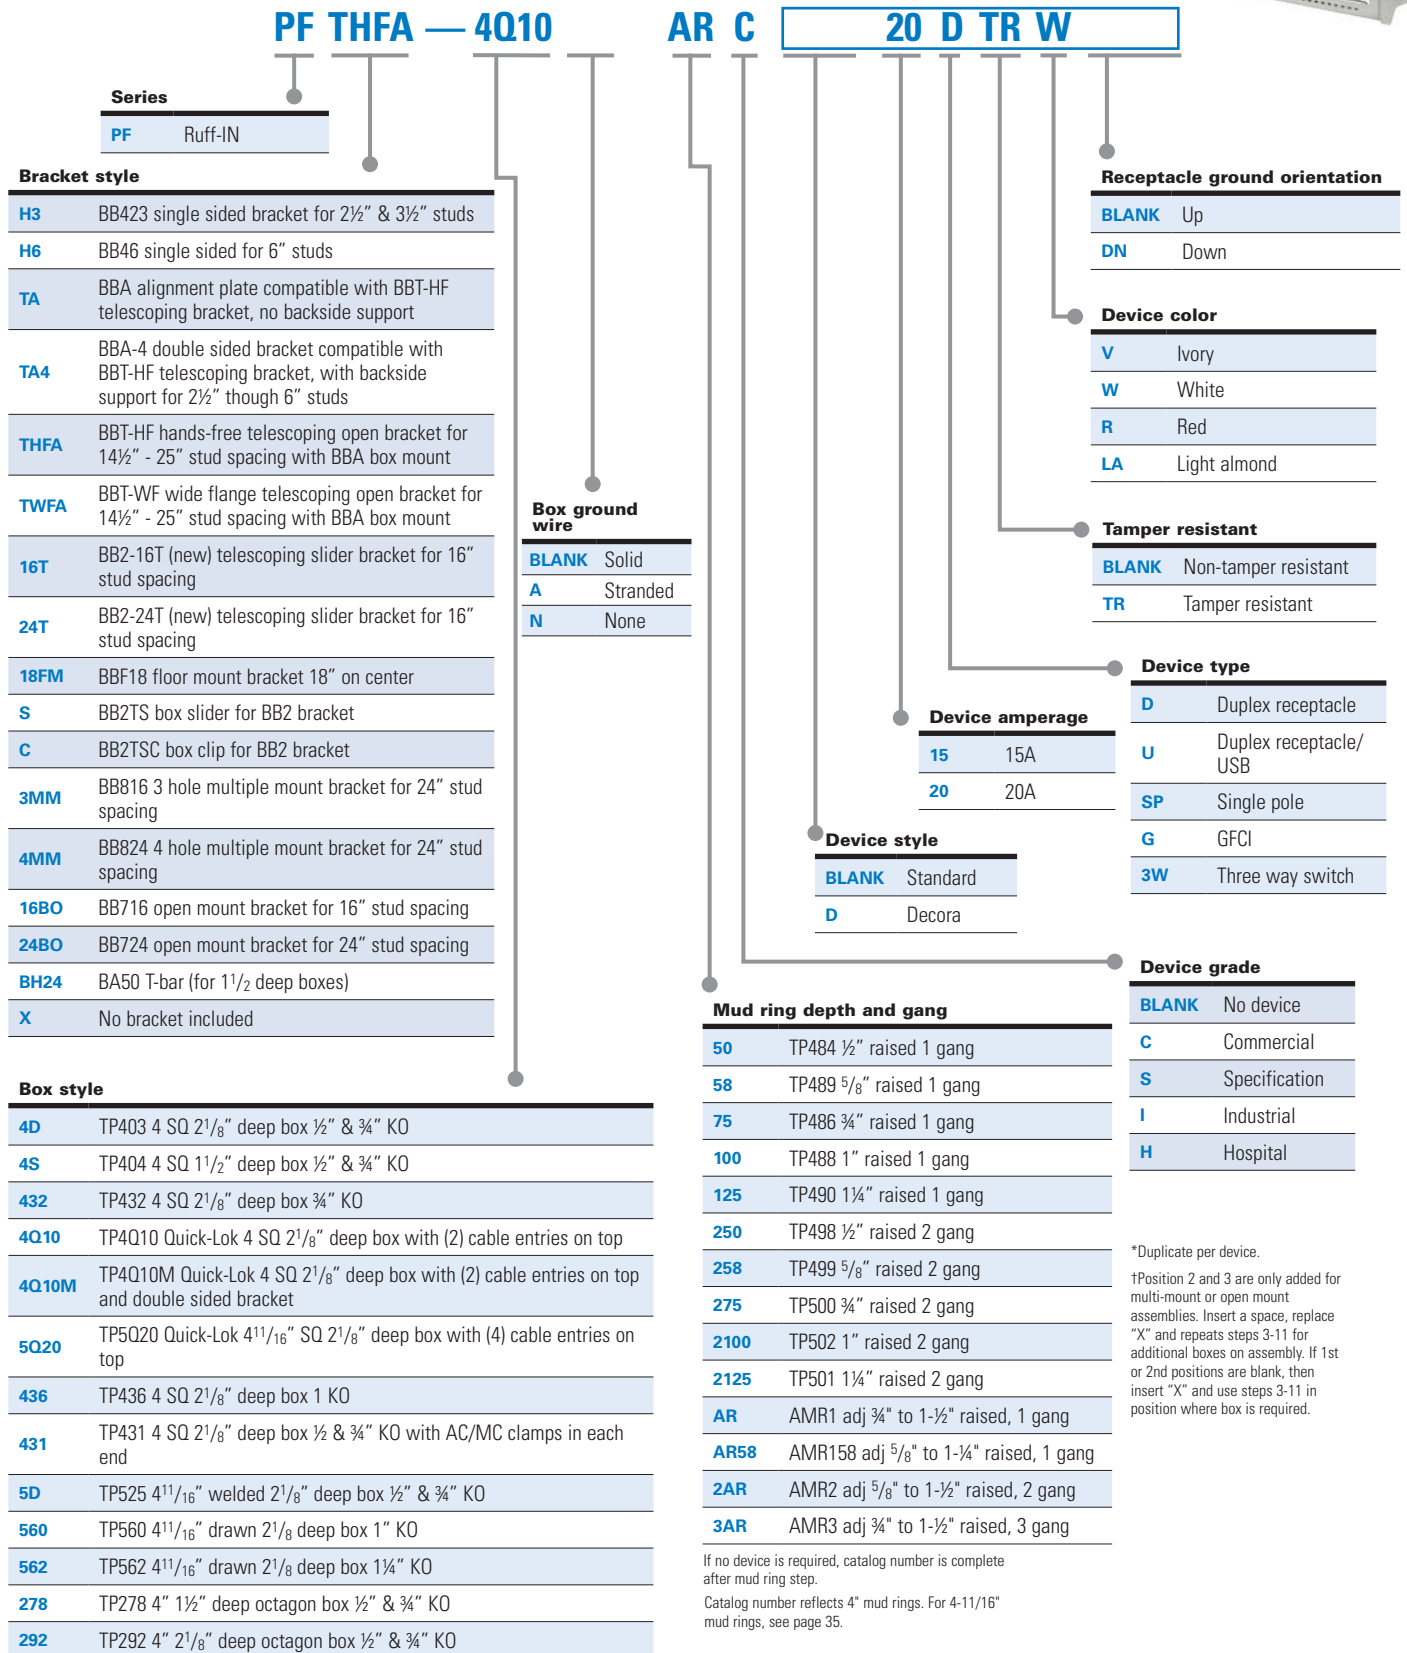 PF THFA — 4Q10 AR C 20 D TR W
Series
PF Ruff-IN
Bracket style
H3 BB423 single sided bracket for 2½” & 3½” studs
H6 BB46 single sided for 6” studs
TA BBA alignment plate compatible with BBT-HF
telescoping bracket, no backside support
TA4 BBA-4 double sided bracket compatible with
BBT-HF telescoping bracket, with backside
support for 2½” though 6” studs
THFA BBT-HF hands-free telescoping open bracket for
14½” - 25” stud spacing with BBA box mount
TWFA BBT-WF wide flange telescoping open bracket for
14½” - 25” stud spacing with BBA box mount
16T BB2-16T (new) telescoping slider bracket for 16”
stud spacing
24T BB2-24T (new) telescoping slider bracket for 16”
stud spacing
18FM BBF18 floor mount bracket 18” on center
S BB2TS box slider for BB2 bracket
C BB2TSC box clip for BB2 bracket
3MM BB816 3 hole multiple mount bracket for 24” stud
spacing
4MM BB824 4 hole multiple mount bracket for 24” stud
spacing
16BO BB716 open mount bracket for 16” stud spacing
24BO BB724 open mount bracket for 24” stud spacing
BH24 BA50 T-bar (for 1 1/2 deep boxes)
X No bracket included
Box style
4D TP403 4 SQ 2 1/8” deep box ½” & ¾” KO
4S TP404 4 SQ 1 1/2” deep box ½” & ¾” KO
432 TP432 4 SQ 2 1/8” deep box ¾” KO
4Q10 TP4Q10 Quick-Lok 4 SQ 2 1/8” deep box with (2) cable entries on top
4Q10M TP4Q10M Quick-Lok 4 SQ 2 1/8” deep box with (2) cable entries on top
and double sided bracket
5Q20 TP5Q20 Quick-Lok 4 11/16” SQ 2 1/8” deep box with (4) cable entries on
top
436 TP436 4 SQ 2 1/8” deep box 1 KO
431 TP431 4 SQ 2 1/8” deep box ½ & ¾” KO with AC/MC clamps in each
end
5D TP525 4 11/16” welded 2 1/8” deep box ½” & ¾” KO
560 TP560 4 11/16” drawn 2 1/8 deep box 1” KO
562 TP562 4 11/16” drawn 2 1/8 deep box 1¼” KO
278 TP278 4” 1½” deep octagon box ½” & ¾” KO
292 TP292 4” 2 1/8” deep octagon box ½” & ¾” KO
Box ground
wire
BLANK Solid
A Stranded
N None
Mud ring depth and gang
50 TP484 ½” raised 1 gang
58 TP489 5/8” raised 1 gang
75 TP486 ¾” raised 1 gang
100 TP488 1” raised 1 gang
125 TP490 1¼” raised 1 gang
250 TP498 ½” raised 2 gang
258 TP499 5/8” raised 2 gang
275 TP500 ¾” raised 2 gang
2100 TP502 1” raised 2 gang
2125 TP501 1¼” raised 2 gang
AR AMR1 adj ¾" to 1-½" raised, 1 gang
AR58 AMR158 adj 5/8" to 1-¼" raised, 1 gang
2AR AMR2 adj 5/8" to 1-½" raised, 2 gang
3AR AMR3 adj ¾" to 1-½" raised, 3 gang
If no device is required, catalog number is complete
after mud ring step.
Catalog number reflects 4" mud rings. For 4-11/16"
mud rings, see page 35.
Device grade
BLANK No device
C Commercial
S Specification
I Industrial
H Hospital
Device style
BLANK Standard
D Decora
Device amperage
15 15A
20 20A
Device type
D Duplex receptacle
U Duplex receptacle/
USB
SP Single pole
G GFCI
3W Three way switch
Tamper resistant
BLANK Non-tamper resistant
TR Tamper resistant
Device color
V Ivory
W White
R Red
LA Light almond
Receptacle ground orientation
BLANK Up
DN Down
*Duplicate per device.
†Position 2 and 3 are only added for
multi-mount or open mount
assemblies. Insert a space, replace
“X” and repeats steps 3-11 for
additional boxes on assembly. If 1st
or 2nd positions are blank, then
insert “X” and use steps 3-11 in
position where box is required.